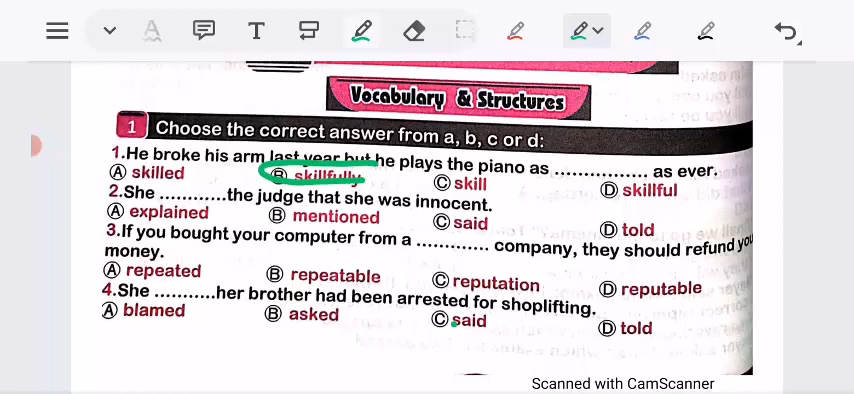 T
Vocabulary & Structures
1 Choose the correct answer from a, b, c or d:
1.He broke his arm last year but he plays the piano as ................ as ever.
Ⓐ skilled Ⓑ skillfully Ⓒ skill Ⓓ skillful
2.She ............the judge that she was innocent.
Ⓐ explained Ⓑ mentioned Ⓒ said Ⓓ told
3.If you bought your computer from a ............. company, they should refund you
money.
Ⓐ repeated Ⓑ repeatable Ⓒ reputation Ⓓ reputable
4.She ...........her brother had been arrested for shoplifting.
Ⓐ blamed Ⓑ asked Ⓒ said Ⓓ told
Scanned with CamScanner